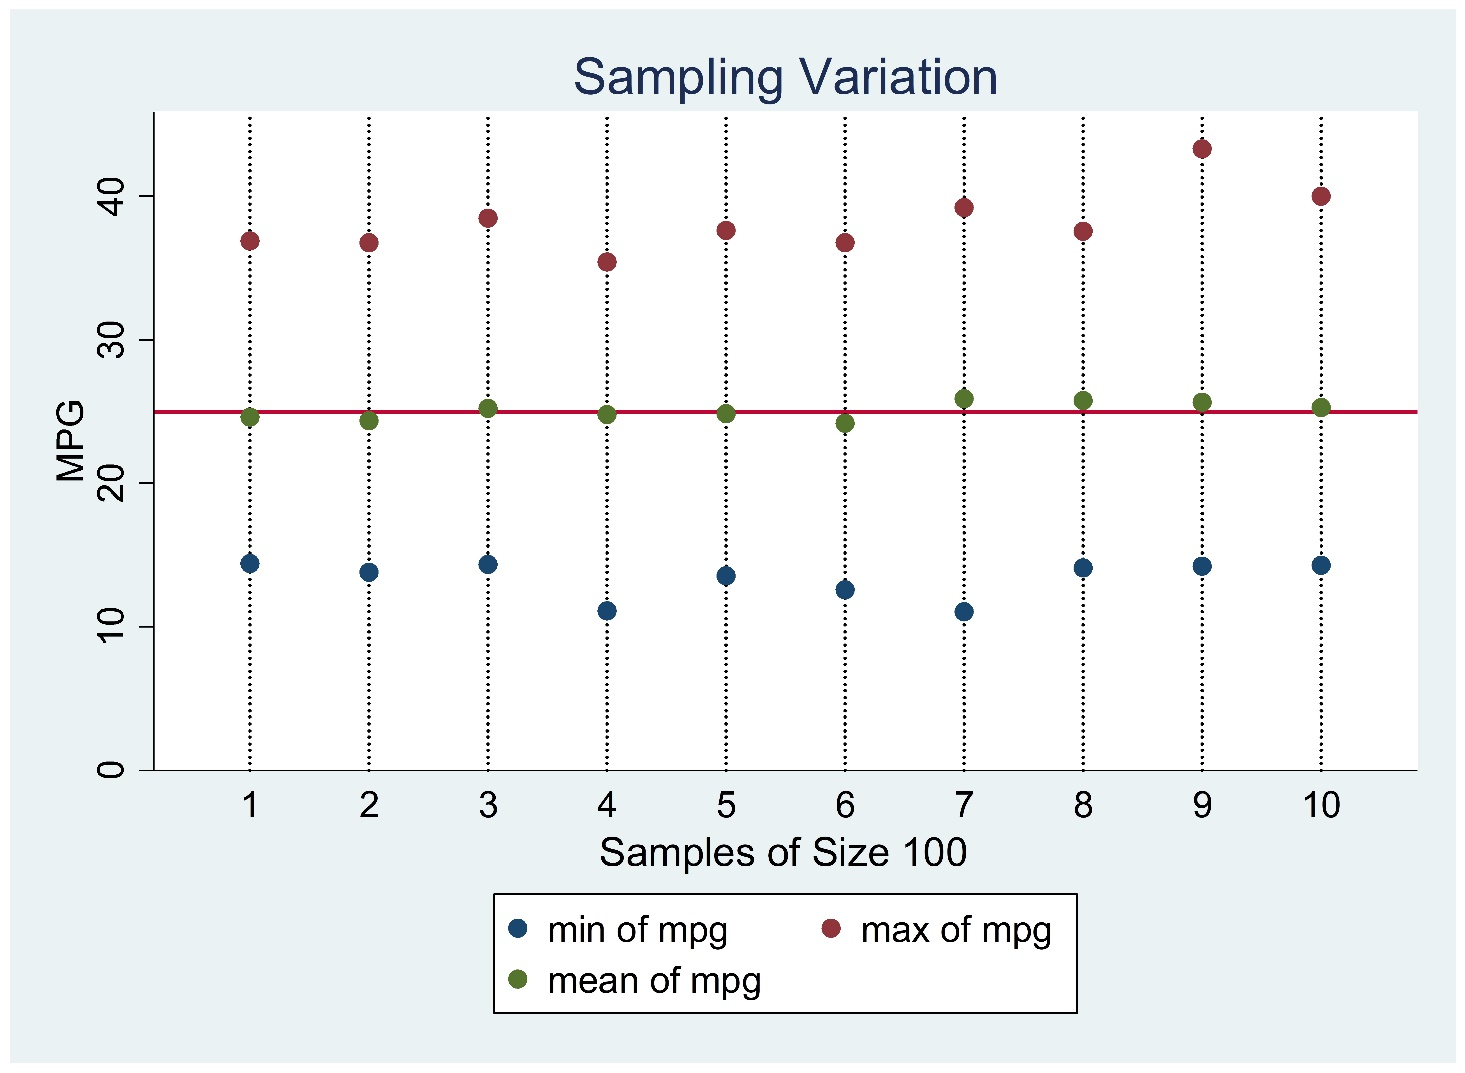 Sampling Variation
40
30
20
10
0
MPG
1 2 3 4 5 6 7 8 9 10
Samples of Size 100
min of mpg max of mpg
mean of mpg